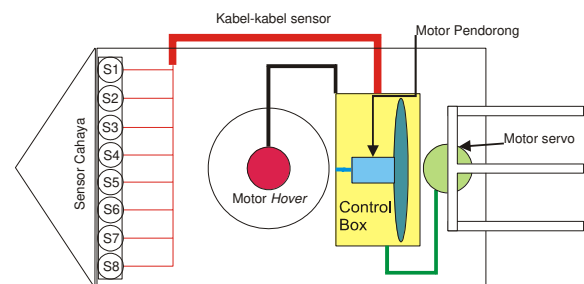 Kabel-kabel sensor
Motor Pendorong
S1
S2
S3
S4
S5
S6
S7
S8
Sensor Cahaya
Motor Hover
Control
Box
Motor servo